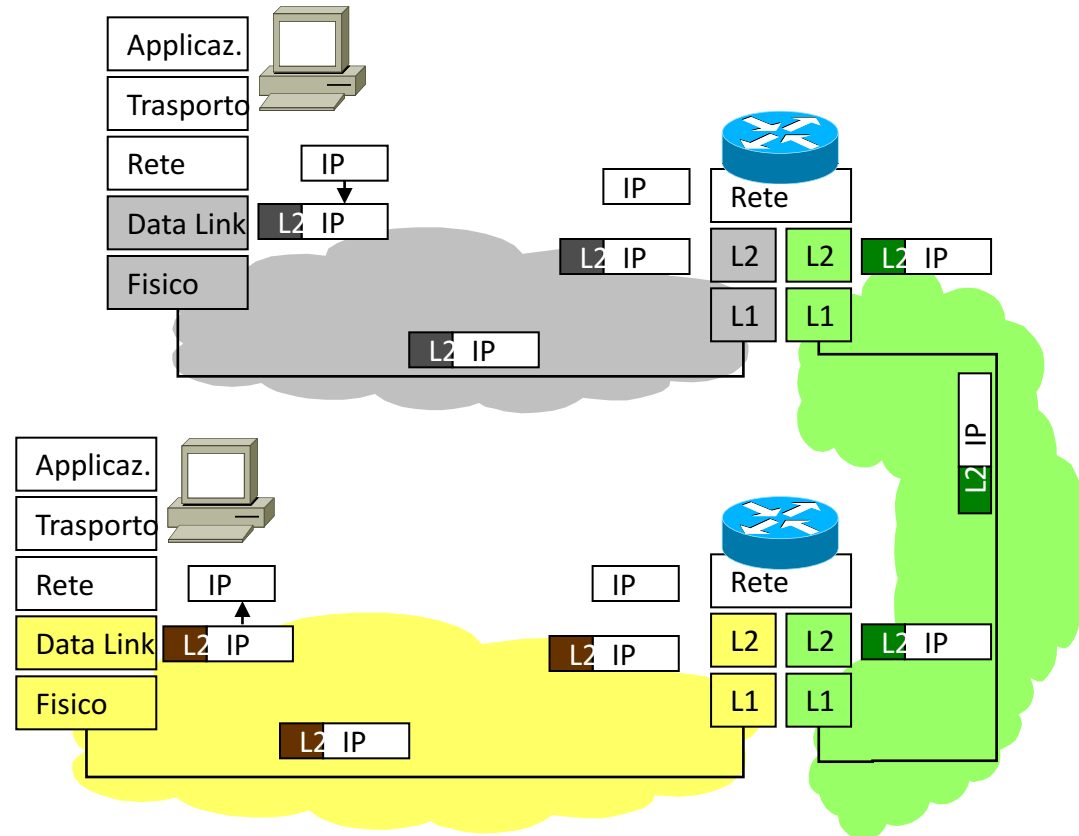 Applicaz.
Trasporto
Rete
IP
Data Link
L2 IP
Fisico
L2 IP
IP
Rete
L2 IP
L2
L2
L2 IP
L1
L1
L2 IP
Applicaz.
Trasporto
Rete
IP
Data Link
L2 IP
Fisico
L2 IP
IP
Rete
L2 IP
L2
L2
L2 IP
L1
L1